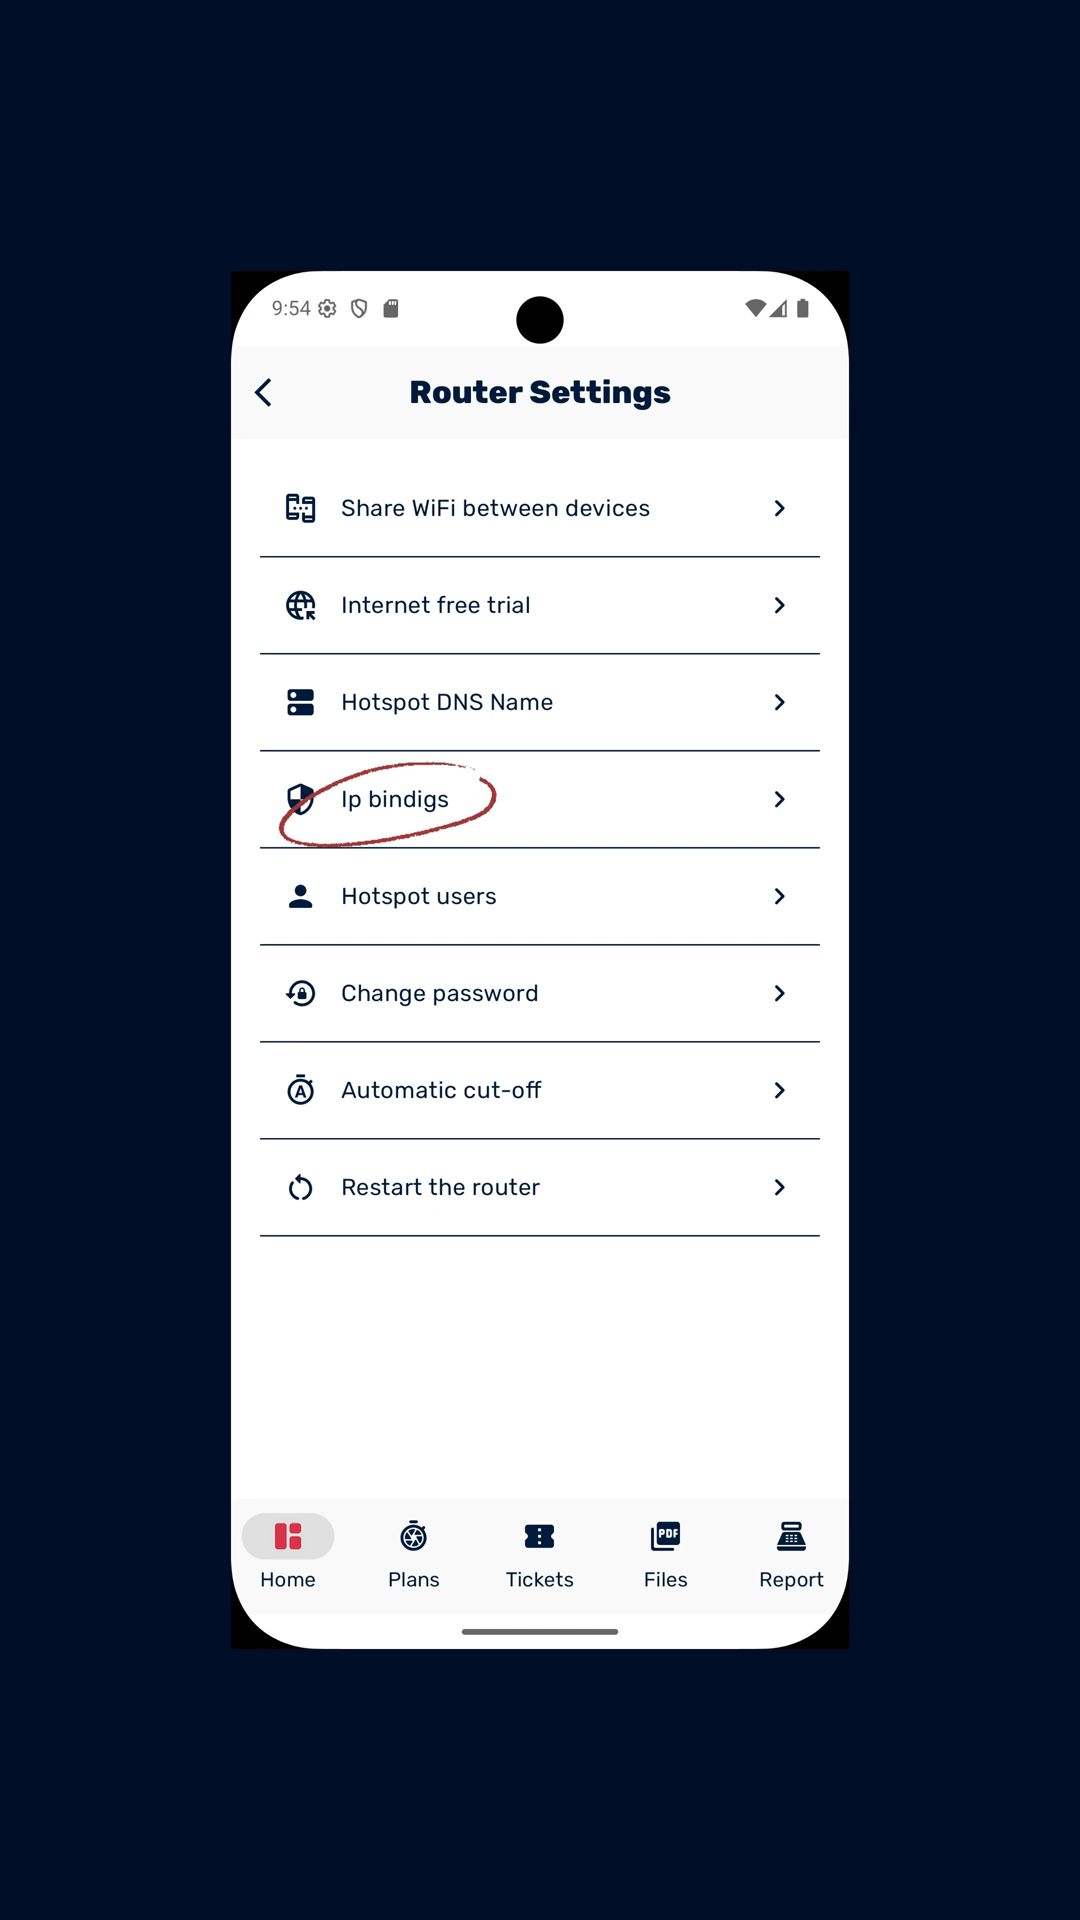 9:54
Router Settings
Share WiFi between devices
Internet free trial
Hotspot DNS Name
Ip bindigs
Hotspot users
Change password
A
Automatic cut-off
Restart the router
PDF
Home Plans Tickets Files Report